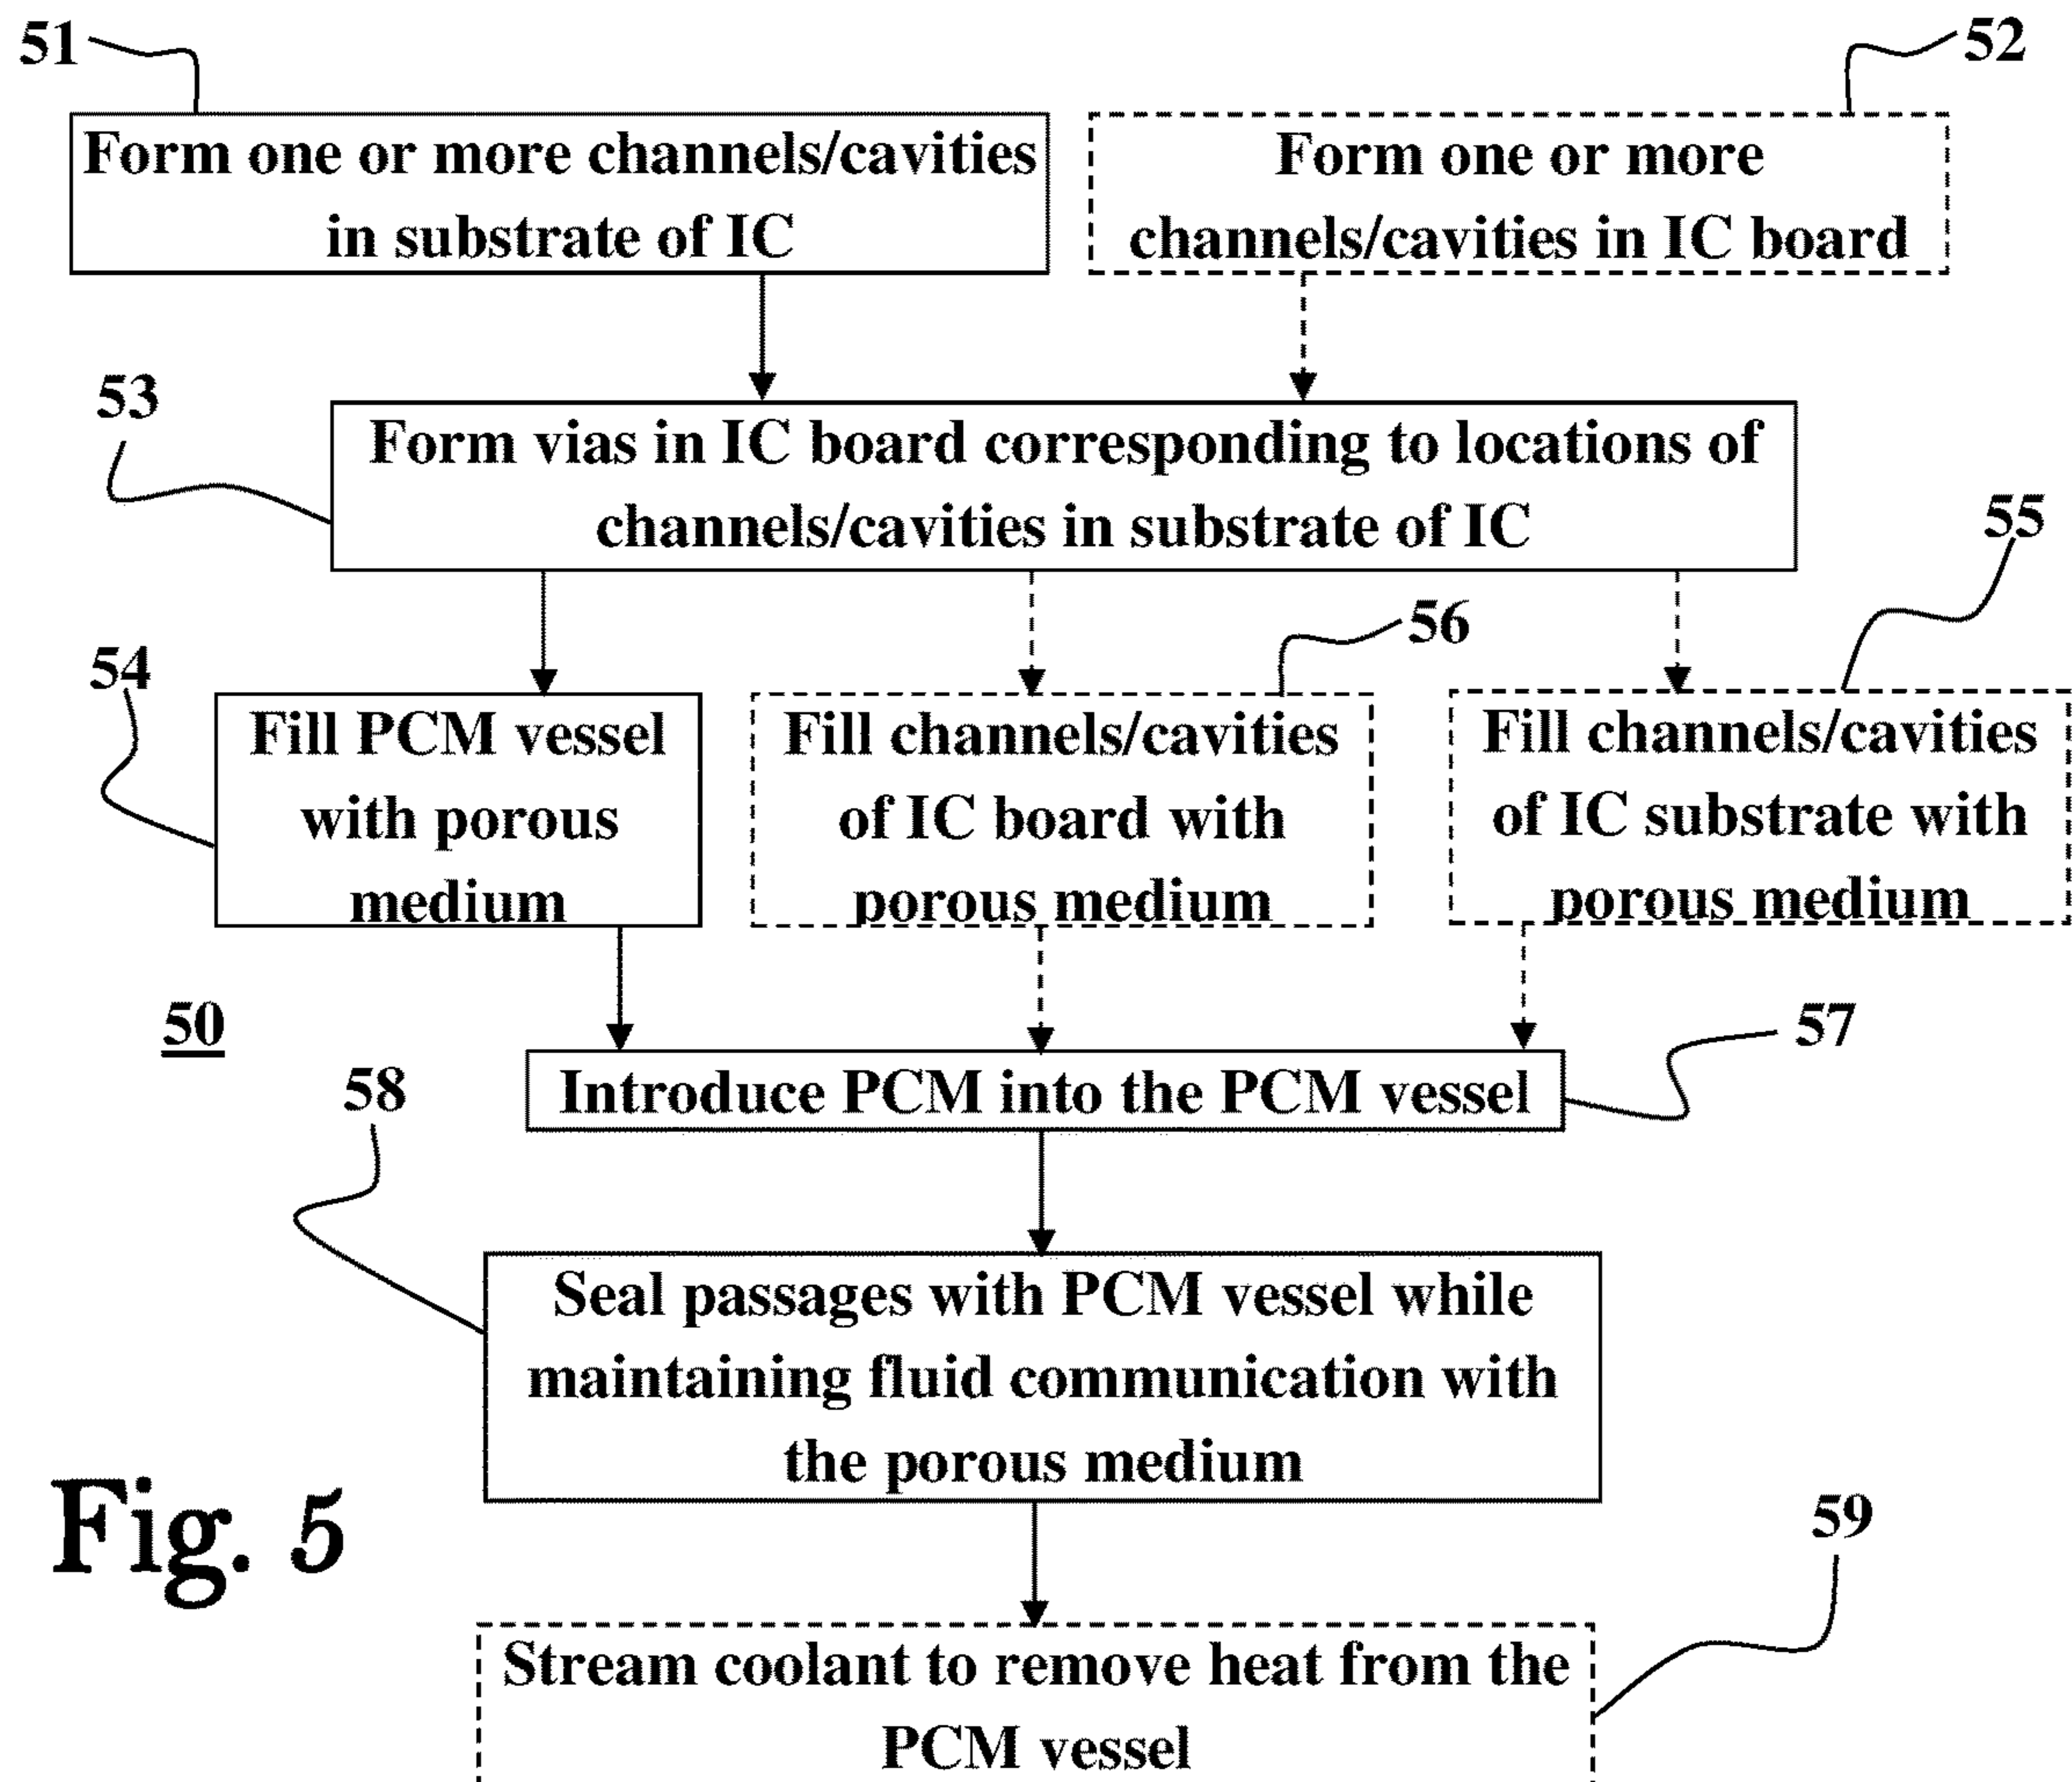 51
52
Form one or more channels/cavities
in substrate of IC
Form one or more
channels/cavities in IC board
53
Form vias in IC board corresponding to locations of
channels/cavities in substrate of IC
55
56
54
Fill PCM vessel
with porous
medium
Fill channels/cavities
of IC board with
porous medium
Fill channels/cavities
of IC substrate with
porous medium
50
57
Introduce PCM into the PCM vessel
58
Seal passages with PCM vessel while
maintaining fluid communication with
the porous medium
Fig. 5
59
Stream coolant to remove heat from the
PCM vessel